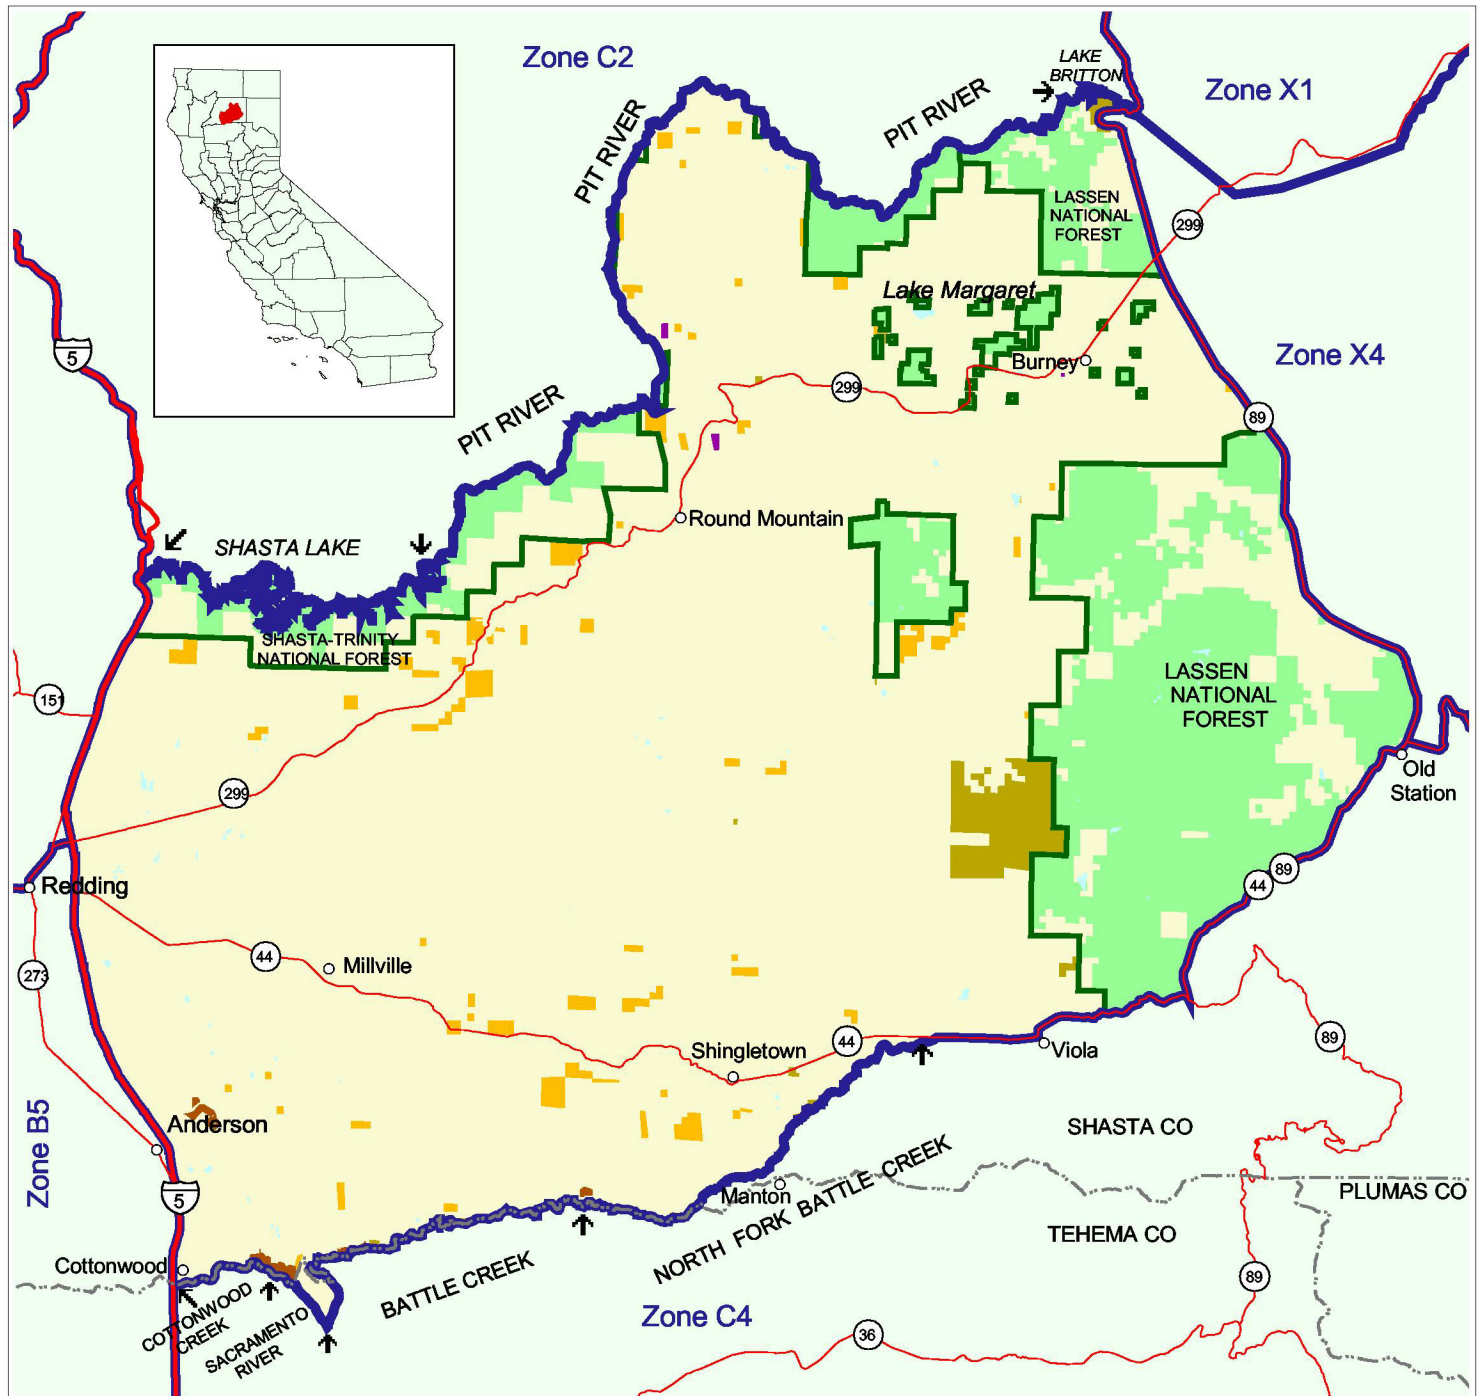 Zone C2
LAKE
BRITTON
Zone X1
PIT RIVER
PIT RIVER
LASSEN
NATIONAL
FOREST
299
Lake Margaret
5
Zone X4
Burney
299
89
PIT RIVER
Round Mountain
SHASTA LAKE
SHASTA-TRINITY
NATIONAL FOREST
LASSEN
NATIONAL
FOREST
151
Old
Station
299
89
44
Redding
44
Millville
273
89
44
Shingletown
Viola
Anderson
SHASTA CO
Zone B5
5
Manton
PLUMAS CO
NORTH FORK BATTLE CREEK
TEHEMA CO
Cottonwood
89
BATTLE CREEK
COTTONWOOD
CREEK
SACRAMENTO
RIVER
Zone C4
36